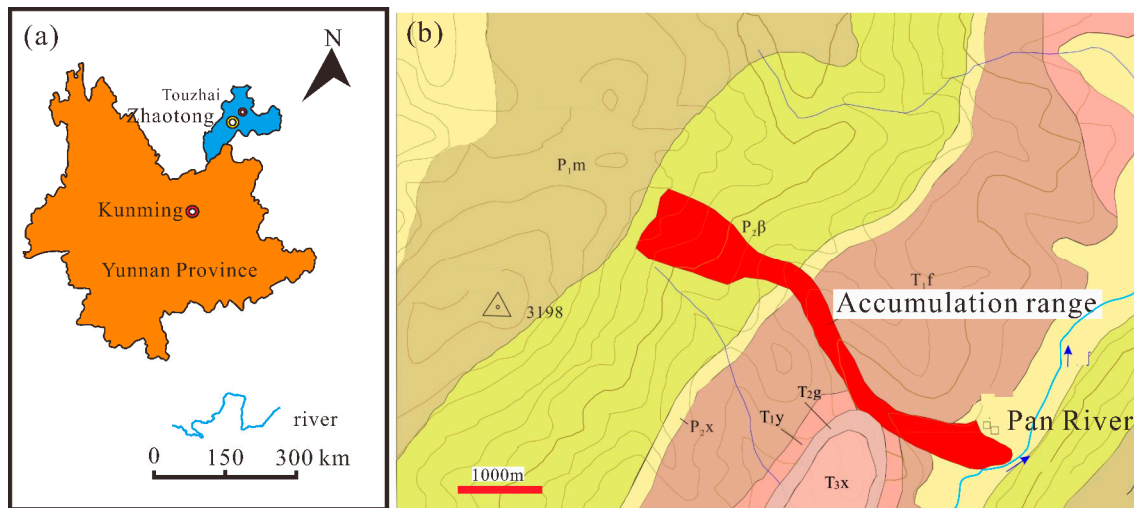 (a)
N
Touzhai
Zhaotong
Kunming
Yunnan Province
river
0 150 300 km
(b)
P₁m
P₂β
T₁f
3198
Accumulation range
T₂g
T₁y
P₂x
Pan River
T₃x
1000m